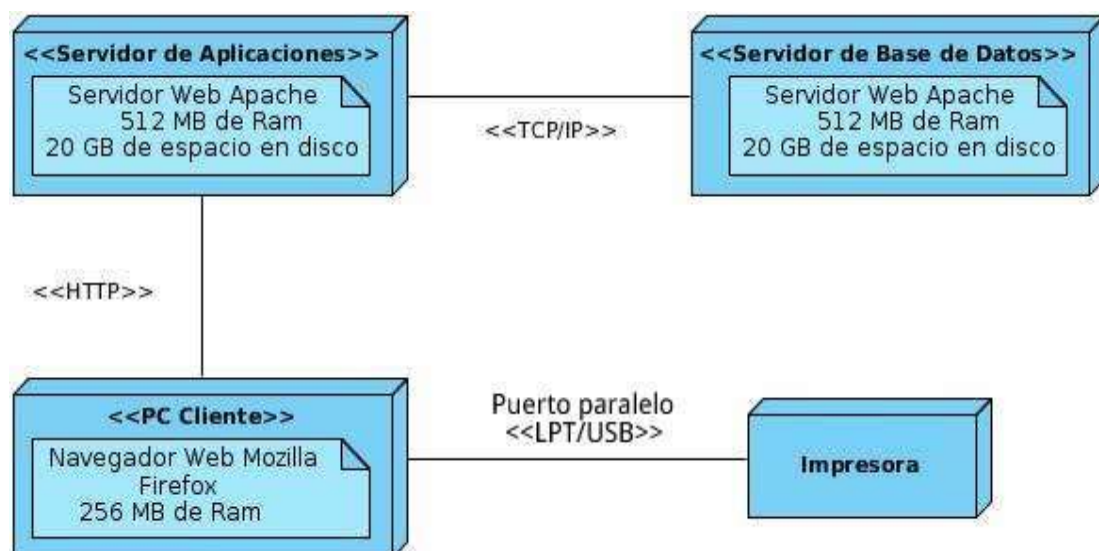 <<Servidor de Aplicaciones>>
Servidor Web Apache
512 MB de Ram
20 GB de espacio en disco
<<TCP/IP>>
<<Servidor de Base de Datos>>
Servidor Web Apache
512 MB de Ram
20 GB de espacio en disco
<<HTTP>>
<<PC Cliente>>
Navegador Web Mozilla
Firefox
256 MB de Ram
Puerto paralelo
<<LPT/USB>>
Impresora